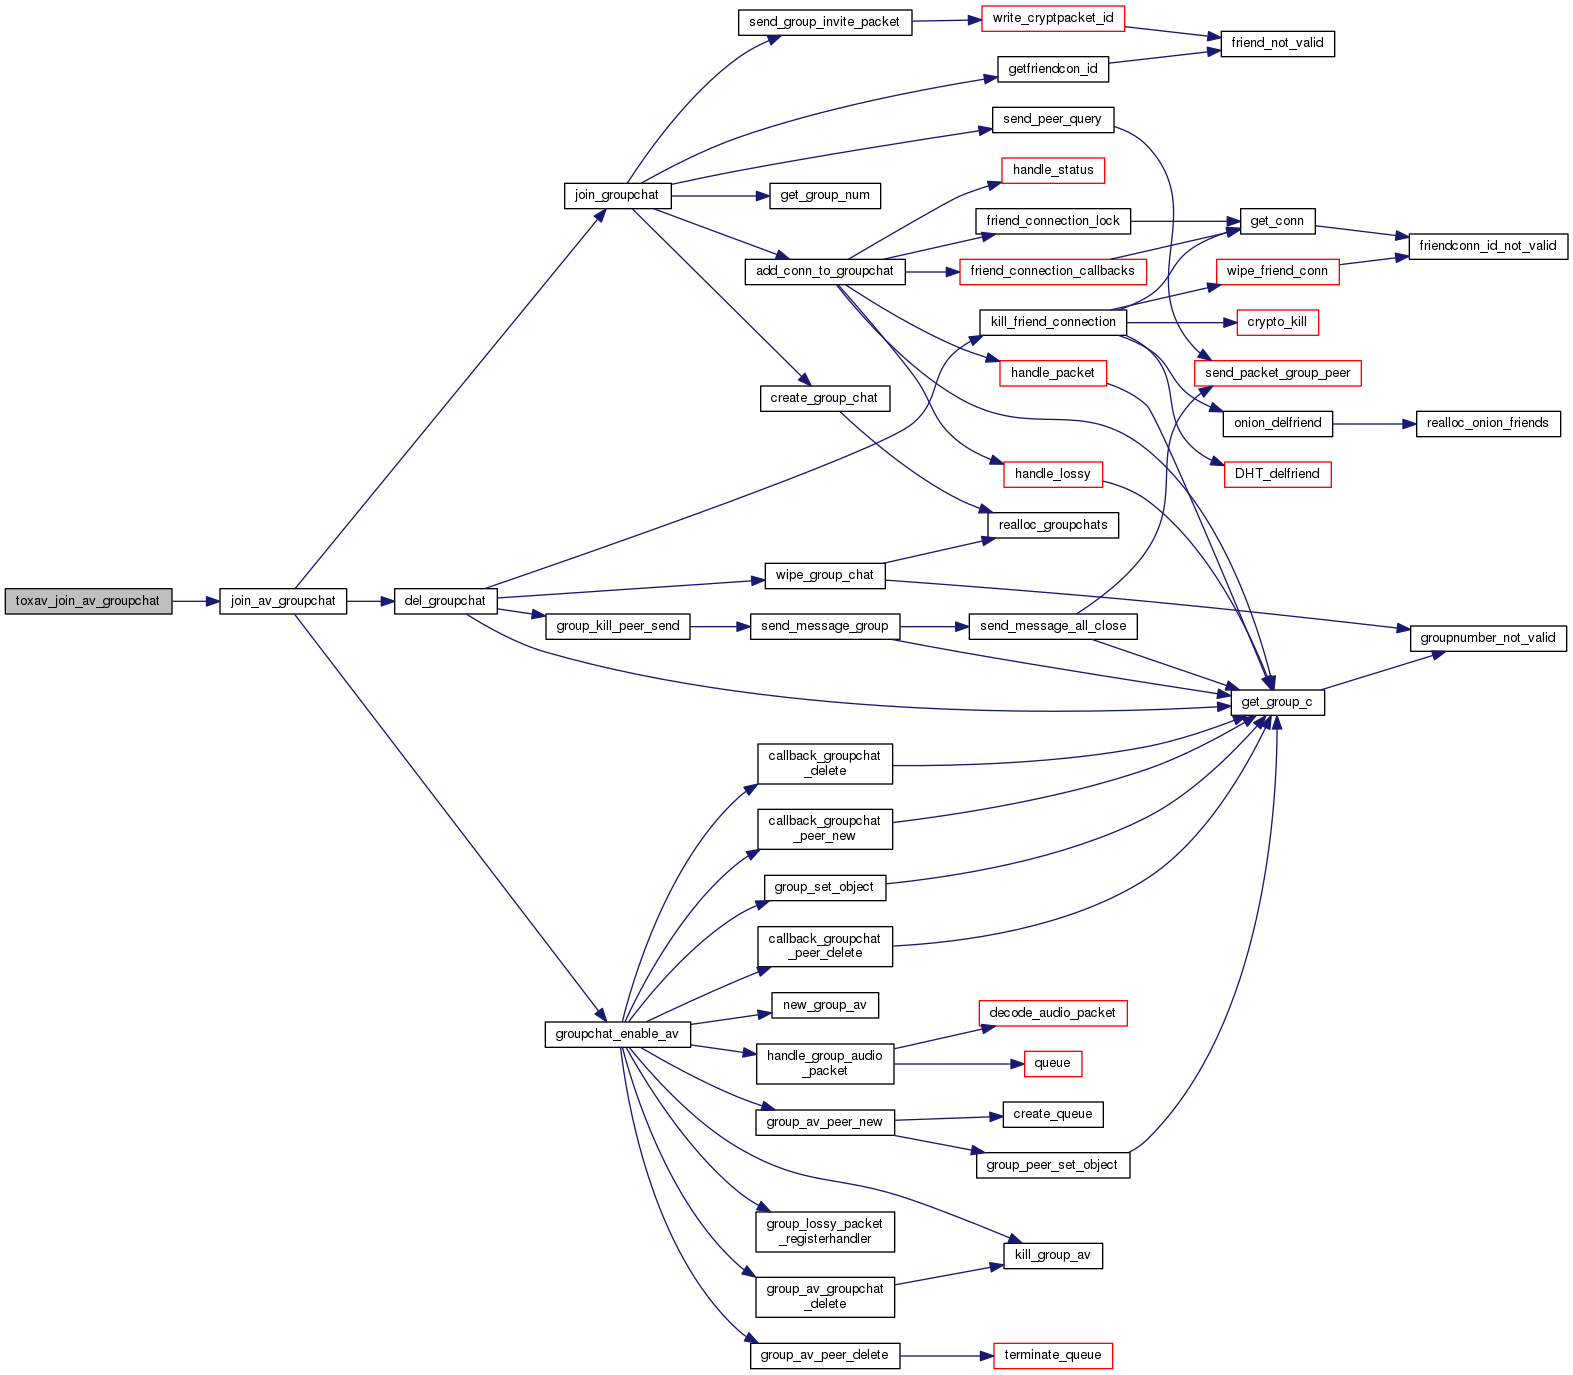 send_group_invite_packet
write_cryptpacket_id
friend_not_valid
getfriendcon_id
send_peer_query
handle_status
join_groupchat
get_group_num
friend_connection_lock
get_conn
friendconn_id_not_valid
add_conn_to_groupchat
friend_connection_callbacks
wipe_friend_conn
kill_friend_connection
crypto_kill
handle_packet
send_packet_group_peer
create_group_chat
onion_delfriend
realloc_onion_friends
handle_lossy
DHT_delfriend
realloc_groupchats
wipe_group_chat
toxav_join_av_groupchat
join_av_groupchat
del_groupchat
group_kill_peer_send
send_message_group
send_message_all_close
groupnumber_not_valid
get_group_c
callback_groupchat
_delete
callback_groupchat
_peer_new
group_set_object
callback_groupchat
_peer_delete
new_group_av
decode_audio_packet
groupchat_enable_av
handle_group_audio
_packet
queue
group_av_peer_new
create_queue
group_peer_set_object
group_lossy_packet
_registerhandler
kill_group_av
group_av_groupchat
_delete
group_av_peer_delete
terminate_queue